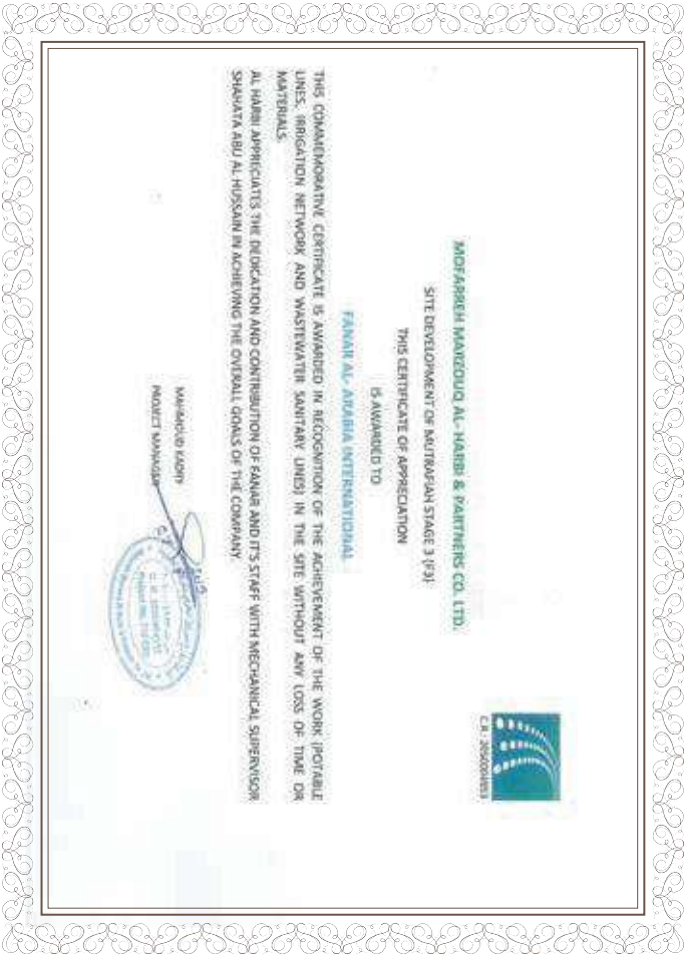 C.R.: 2050034953
MOFARREH MARZOUQ AL- HARBI & PARTNERS CO. LTD.
SITE DEVELOPMENT OF MUTRAFIAH STAGE 3 (F3)
THIS CERTIFICATE OF APPRECIATION
IS AWARDED TO
FANAR AL- ARABIA INTERNATIONAL
THIS COMMEMORATIVE CERTIFICATE IS AWARDED IN RECOGNITION OF THE ACHIEVEMENT OF THE WORK (POTABLE
LINES, IRRIGATION NETWORK AND WASTEWATER SANITARY LINES) IN THE SITE WITHOUT ANY LOSS OF TIME OR
MATERIALS.
AL HARBI APPRECIATES THE DEDICATION AND CONTRIBUTION OF FANAR AND IT'S STAFF WITH MECHANICAL SUPERVISOR
SHAHATA ABU AL HUSSAIN IN ACHIEVING THE OVERALL GOALS OF THE COMPANY.
MAHMOUD KADRY
PROJECT MANAGER